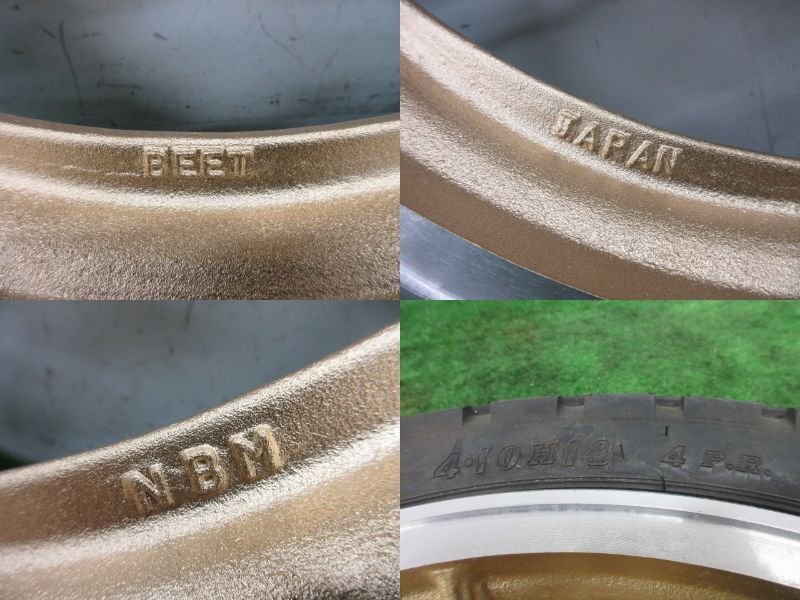 BEET
JAPAN
NBM
4·10H18 4 P.R.